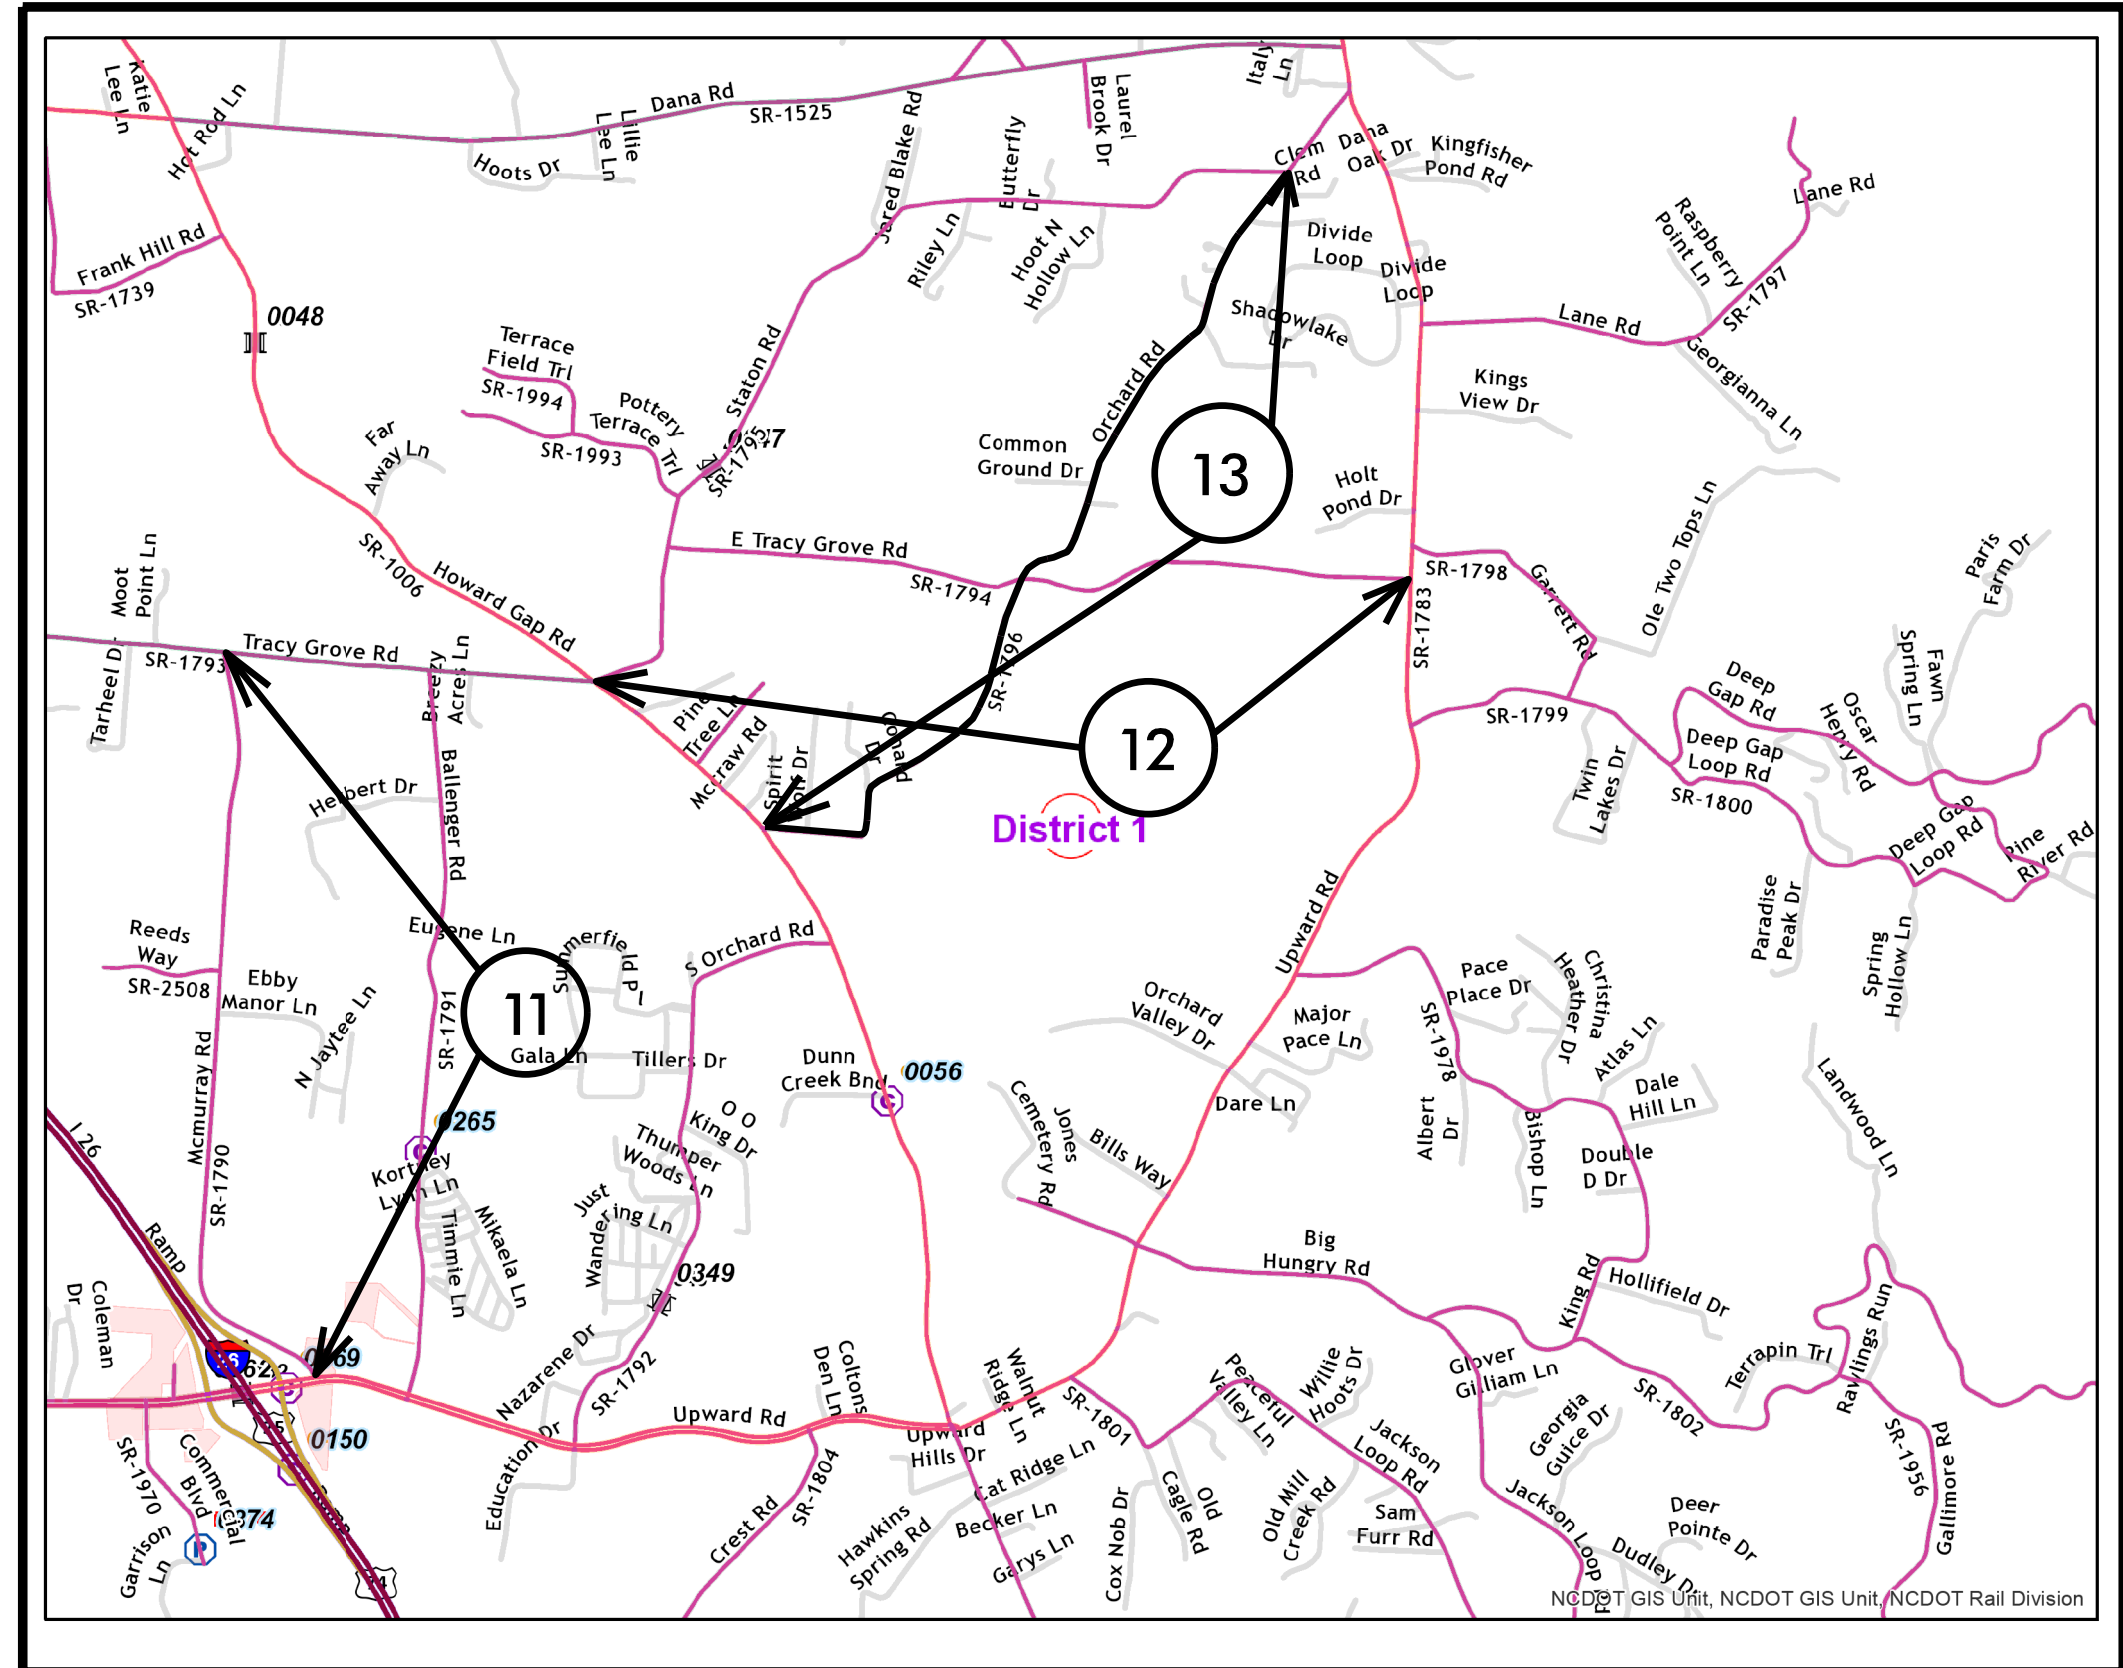 Katie
Lee Ln
Hot Rod Ln
Hoots Dr
Lillie
Lee Ln
Dana Rd
SR-1525
Jared Blake Rd
Butterfly
Dr
Laurel
Brook Dr
Italy
Ln
Clem
Rd
Dana
Oak Dr
Kingfisher
Pond Rd
Lane Rd
Raspberry
Point Ln
SR-1797
Frank Hill Rd
SR-1739
0048
Riley Ln
Hoot N
Hollow Ln
Divide
Loop
Divide
Loop
Shadowlake
Dr
Lane Rd
Georgianna Ln
Terrace
Field Trl
SR-1994
Pottery
Terrace Trl
SR-1993
Staton Rd
SR-1795
Orchard Rd
Kings
View Dr
Far
Away Ln
Common
Ground Dr
13
Holt
Pond Dr
Ole Two Tops Ln
Paris
Farm Dr
Moot
Point Ln
SR-1006
Howard Gap Rd
E Tracy Grove Rd
SR-1794
SR-1798
Garrett Rd
SR-1783
Tarheel Dr
SR-1793
Tracy Grove Rd
Breezy
Acres Ln
SR-1796
Pine
Tree Ln
Mccraw Rd
Spirit
Wolf Dr
Donald
Dr
12
SR-1799
Deep
Gap Rd
Oscar
Henry Rd
Fawn
Spring Ln
Deep Gap
Loop Rd
SR-1800
Twin
Lakes Dr
Deep Gap
Loop Rd
Pine
River Rd
District 1
Herbert Dr
Ballenger Rd
Eugene Ln
Summerfield Pl
S Orchard Rd
Upward Rd
Paradise
Peak Dr
Spring
Hollow Ln
Reeds
Way
SR-2508
Ebby
Manor Ln
N Jaytee Ln
SR-1791
11
Gala Ln
Tillers Dr
Dunn
Creek Bnd
0056
Orchard
Valley Dr
Major
Pace Ln
Pace
Place Dr
SR-1978
Christina
Heather Dr
Atlas Ln
Dale
Hill Ln
Landwood Ln
Dare Ln
Albert
Dr
Bishop Ln
Double
D Dr
Mcmurray Rd
SR-1790
I 26
Ramp
0265
Kortney
Lynn Ln
Timmie Ln
Mikaela Ln
O O
King Dr
Thumper
Woods Ln
Just
Wandering Ln
0349
Cemetery Rd
Jones
Bills Way
Big
Hungry Rd
King Rd
Hollifield Dr
Terrapin Trl
Rawlings Run
Coleman
Dr
26
0150
Nazarene Dr
SR-1792
Education Dr
Upward Rd
Coltons
Den Ln
Walnut
Ridge Ln
SR-1801
Peaceful
Valley Ln
Willie
Hoots Dr
Glover
Gilliam Ln
Georgia
Guice Dr
SR-1802
SR-1956
Gallimore Rd
SR-1970
Commercial
Blvd
Garrison
Ln
P
Crest Rd
SR-1804
Upward
Hills Dr
Cat Ridge Ln
Becker Ln
Garys Ln
Hawkins
Spring Rd
Cox Nob Dr
Old
Cagle Rd
Old Mill
Creek Rd
Jackson
Loop Rd
Sam
Furr Rd
Jackson Loop
Dudley Dr
Deer
Pointe Dr
NCDOT GIS Unit, NCDOT GIS Unit, NCDOT Rail Division